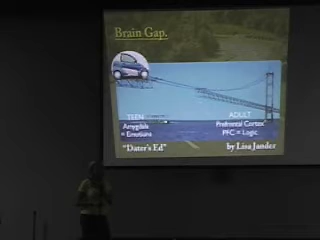 Brain Gap.
TEEN ADULT
Amygdala Prefrontal Cortex
= Emotions PFC = Logic
"Dater's Ed" by Lisa Jander